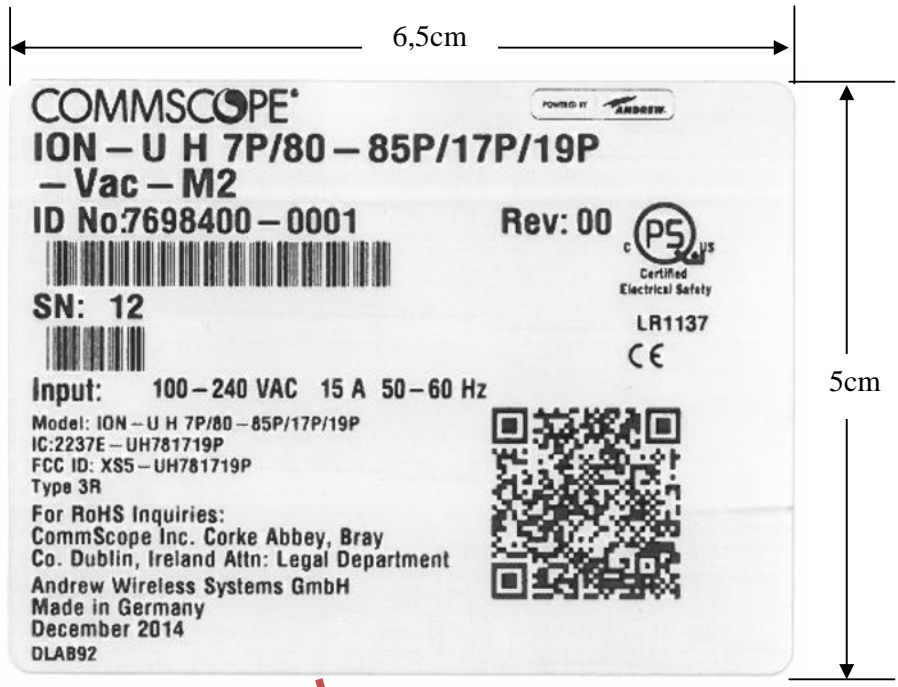 6,5cm
COMMSCOPE
POWERED BY ANDREW
ION – U H 7P/80 – 85P/17P/19P
– Vac – M2
ID No:7698400 – 0001 Rev: 00
C PS US
Certified
Electrical Safety
SN: 12
LR1137
CE
Input: 100 – 240 VAC 15 A 50 – 60 Hz
5cm
Model: ION – U H 7P/80 – 85P/17P/19P
IC:2237E – UH781719P
FCC ID: XS5 – UH781719P
Type 3R
For RoHS Inquiries:
CommScope Inc. Corke Abbey, Bray
Co. Dublin, Ireland Attn: Legal Department
Andrew Wireless Systems GmbH
Made in Germany
December 2014
DLAB92